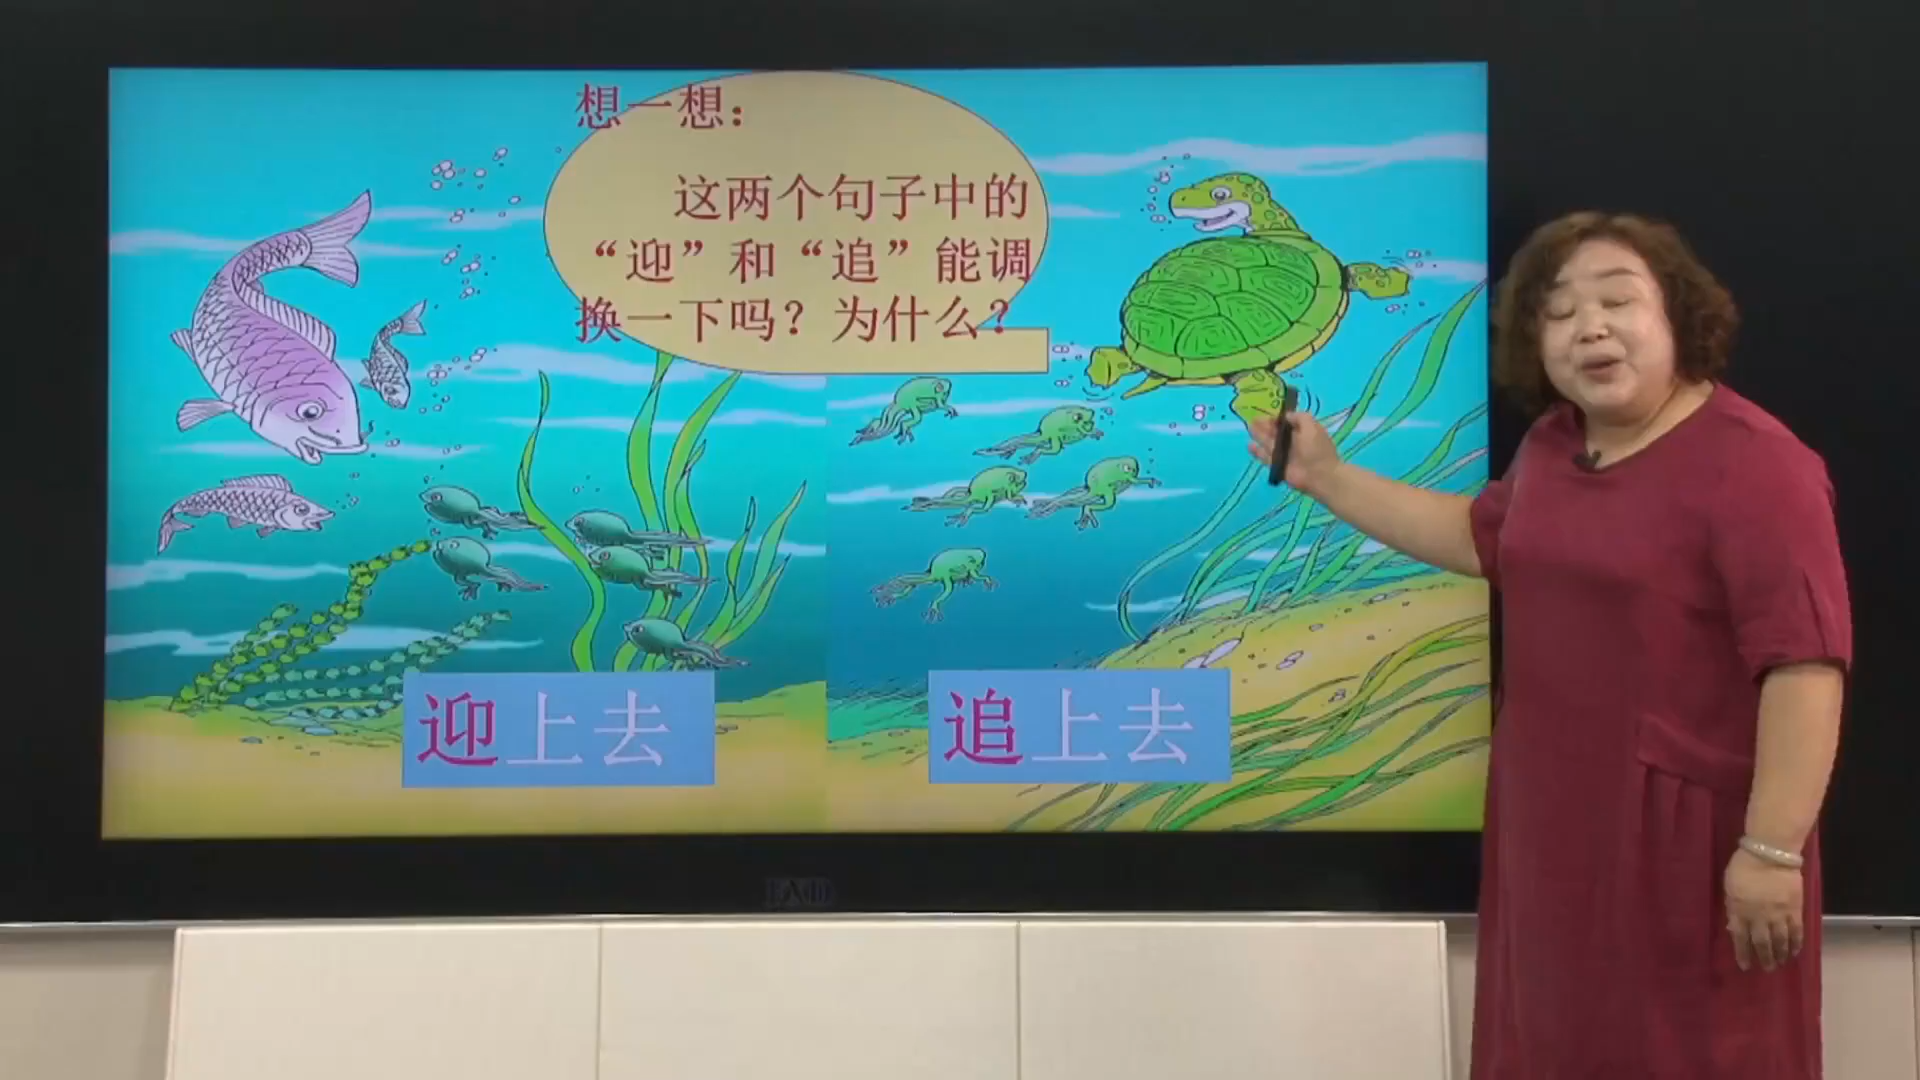 想一想：
这两个句子中的
“迎”和“追”能调
换一下吗？为什么？
迎上去
追上去